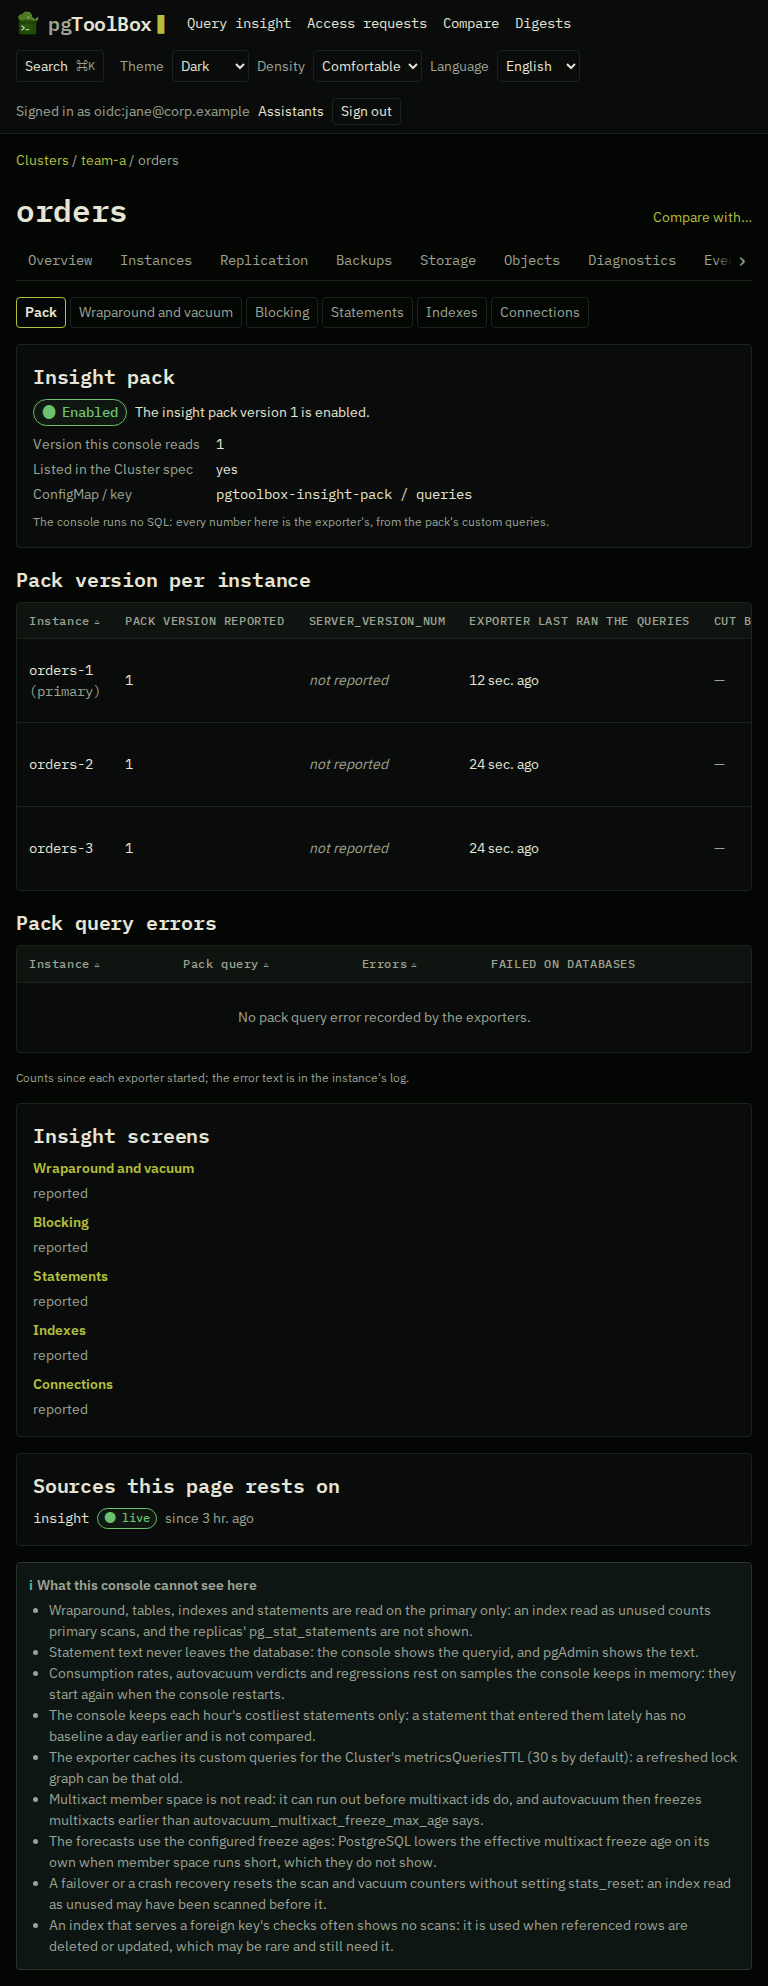 pgToolBox Query insight Access requests Compare Digests
Search ⌘K Theme Dark Density Comfortable Language English
Signed in as oidc:jane@corp.example Assistants Sign out
Clusters / team-a / orders
orders
Compare with...
Overview Instances Replication Backups Storage Objects Diagnostics Eve
Pack Wraparound and vacuum Blocking Statements Indexes Connections
Insight pack
Enabled The insight pack version 1 is enabled.
Version this console reads 1
Listed in the Cluster spec yes
ConfigMap / key pgtoolbox-insight-pack / queries
The console runs no SQL: every number here is the exporter's, from the pack's custom queries.
Pack version per instance
Instance PACK VERSION REPORTED SERVER_VERSION_NUM EXPORTER LAST RAN THE QUERIES CUT B
orders-1
(primary) 1 not reported 12 sec. ago —
orders-2 1 not reported 24 sec. ago —
orders-3 1 not reported 24 sec. ago —
Pack query errors
Instance Pack query Errors FAILED ON DATABASES
No pack query error recorded by the exporters.
Counts since each exporter started; the error text is in the instance's log.
Insight screens
Wraparound and vacuum
reported
Blocking
reported
Statements
reported
Indexes
reported
Connections
reported
Sources this page rests on
insight live since 3 hr. ago
i What this console cannot see here
• Wraparound, tables, indexes and statements are read on the primary only: an index read as unused counts
primary scans, and the replicas' pg_stat_statements are not shown.
• Statement text never leaves the database: the console shows the queryid, and pgAdmin shows the text.
• Consumption rates, autovacuum verdicts and regressions rest on samples the console keeps in memory: they
start again when the console restarts.
• The console keeps each hour's costliest statements only: a statement that entered them lately has no
baseline a day earlier and is not compared.
• The exporter caches its custom queries for the Cluster's metricsQueriesTTL (30 s by default): a refreshed lock
graph can be that old.
• Multixact member space is not read: it can run out before multixact ids do, and autovacuum then freezes
multixacts earlier than autovacuum_multixact_freeze_max_age says.
• The forecasts use the configured freeze ages: PostgreSQL lowers the effective multixact freeze age on its
own when member space runs short, which they do not show.
• A failover or a crash recovery resets the scan and vacuum counters without setting stats_reset: an index read
as unused may have been scanned before it.
• An index that serves a foreign key's checks often shows no scans: it is used when referenced rows are
deleted or updated, which may be rare and still need it.